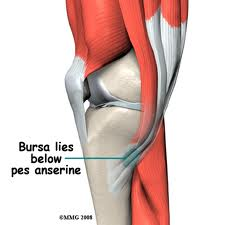 Bursa lies
below
pes anserine
©MMG 2008